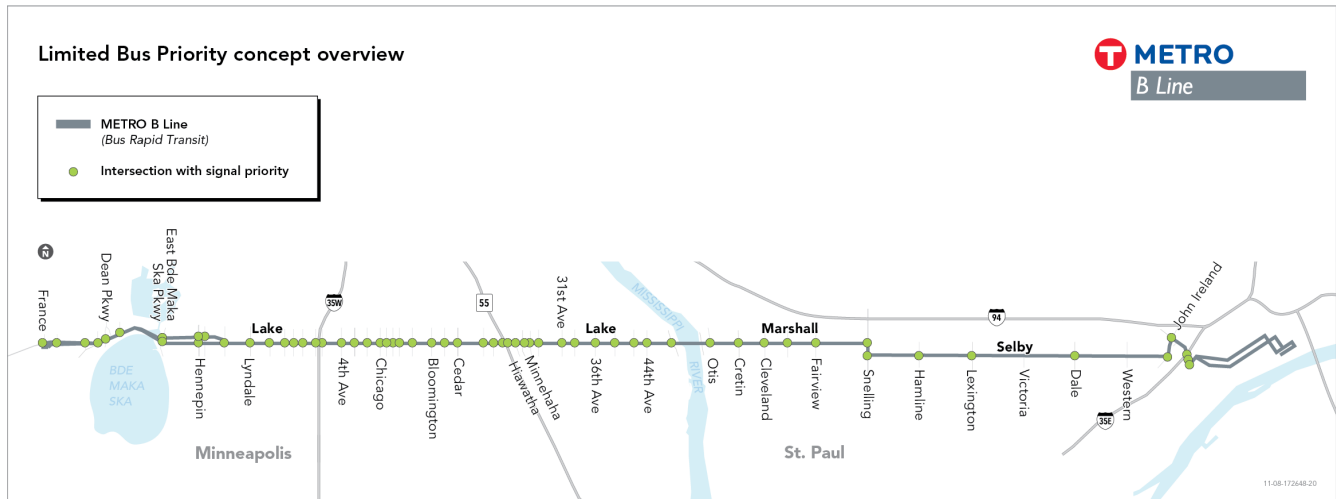 Limited Bus Priority concept overview
T METRO
B Line
METRO B Line
(Bus Rapid Transit)
Intersection with signal priority
N
France
Dean Pkwy
East Bde Maka
Ska Pkwy
BDE
MAKA
SKA
Hennepin
Lake
Lyndale
35W
4th Ave
Chicago
Bloomington
Cedar
55
Hiawatha
Minnehaha
31st Ave
Lake
36th Ave
44th Ave
MISSISSIPPI
RIVER
Otis
Cretin
Cleveland
Marshall
Fairview
Snelling
Hamline
Lexington
94
Selby
Victoria
Dale
Western
35E
John Ireland
Minneapolis
St. Paul
11-08-172648-20